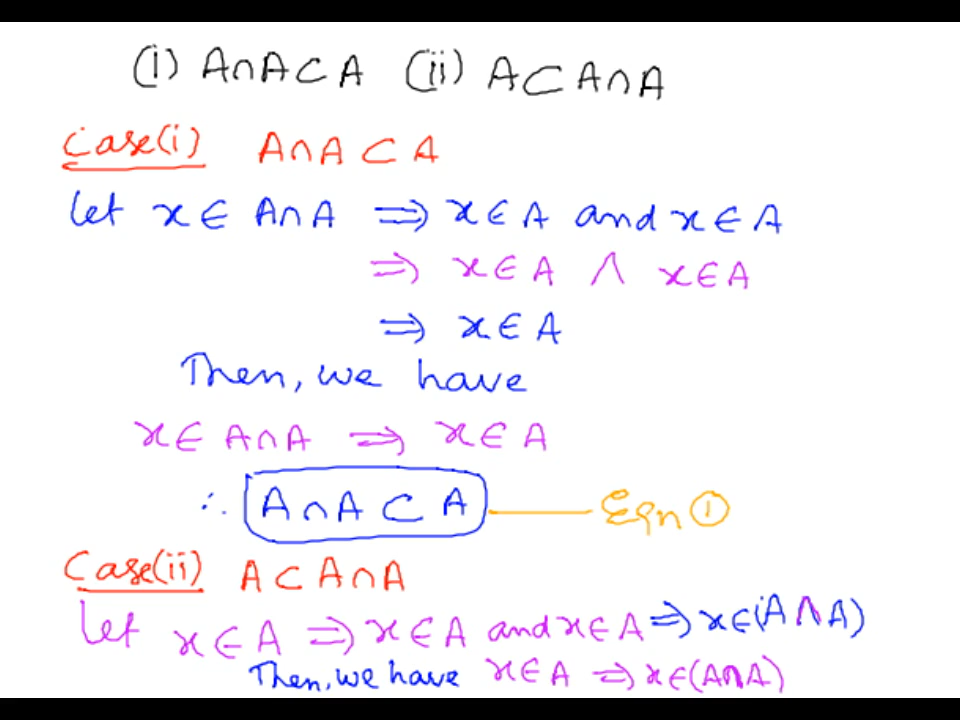 (i) A∩A⊂A (ii) A⊂A∩A
Case(i) A∩A ⊂ A
let x∈ A∩A ⇒ x∈A and x∈A
⇒ x∈A ∧ x∈A
⇒ x∈A
Then, we have
x∈ A∩A ⇒ x∈A
∴ A∩A ⊂ A — Eqn ①
Case(ii) A⊂A∩A
Let x∈A ⇒ x∈A and x∈A ⇒ x∈(A∩A)
Then, we have x∈A ⇒ x∈(A∩A)